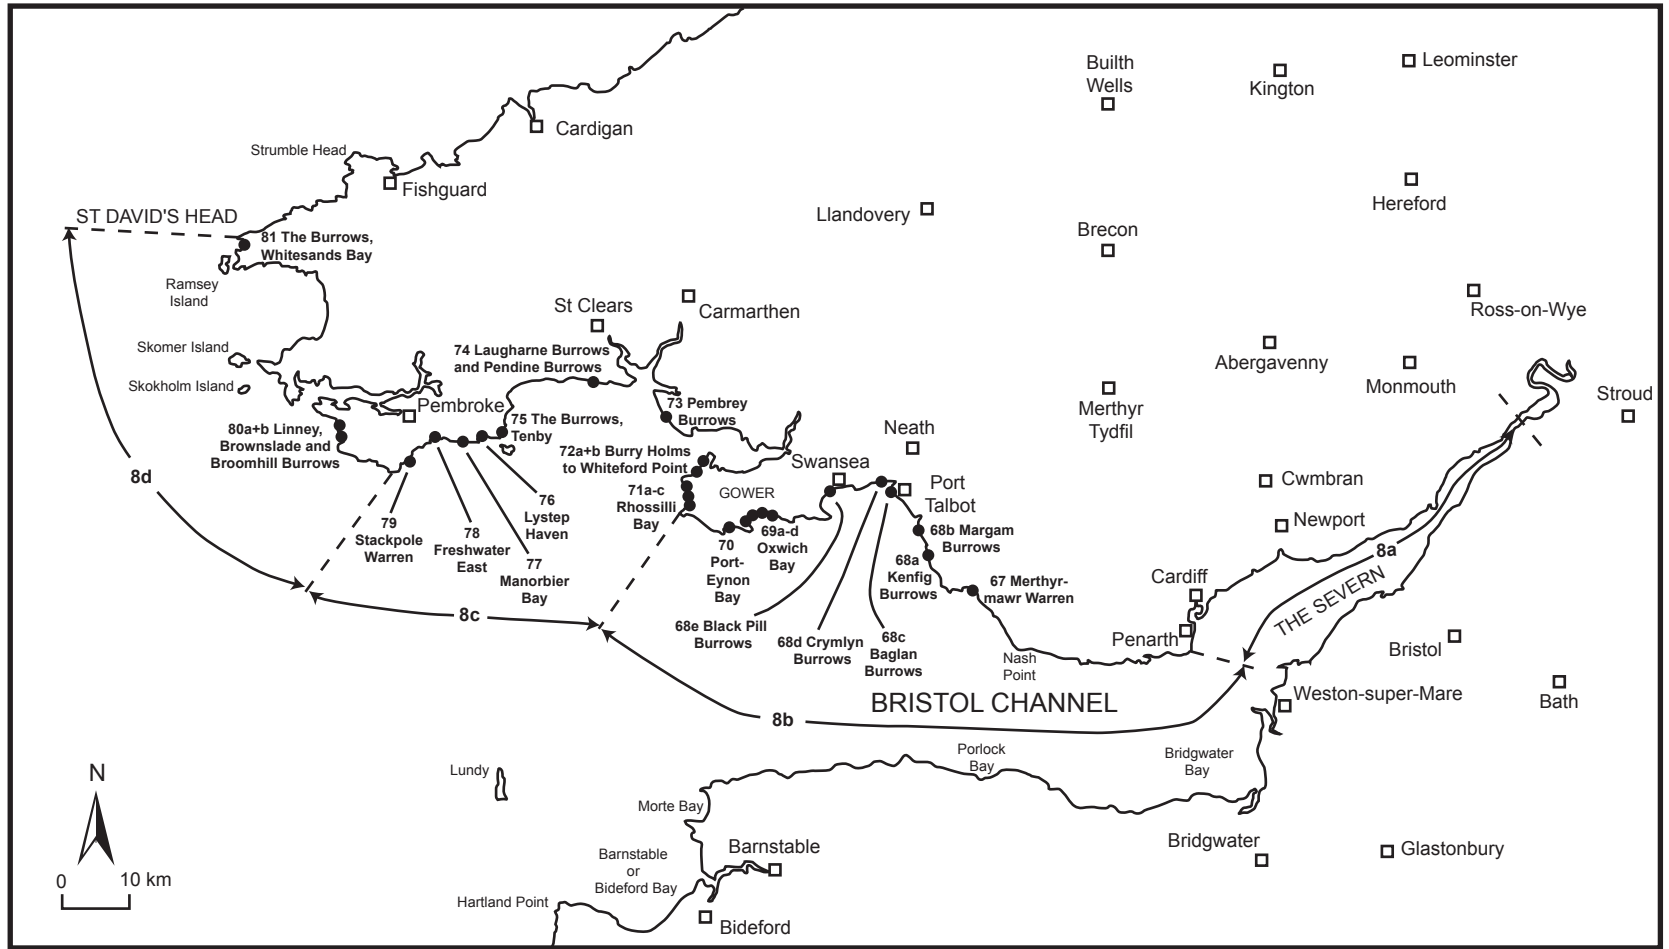 Builth
Wells
Kington
Leominster
Cardigan
Strumble Head
Fishguard
Hereford
Llandovery
ST DAVID'S HEAD
Brecon
81 The Burrows,
Whitesands Bay
Ramsey
Island
St Clears
Carmarthen
Ross-on-Wye
Skomer Island
74 Laugharne Burrows
and Pendine Burrows
Abergavenny
Monmouth
Skokholm Island
Pembroke
73 Pembrey
Burrows
Merthyr
Tydfil
Stroud
80a+b Linney,
Brownslade and
Broomhill Burrows
75 The Burrows,
Tenby
Neath
72a+b Burry Holms
to Whiteford Point
Swansea
8d
GOWER
Port
Talbot
Cwmbran
71a-c
Rhossilli
Bay
76
Lystep
Haven
Newport
79
Stackpole
Warren
78
Freshwater
East
77
Manorbier
Bay
70
Port-
Eynon
Bay
69a-d
Oxwich
Bay
68b Margam
Burrows
68a
Kenfig
Burrows
67 Merthyr-
mawr Warren
8a
Cardiff
THE SEVERN
8c
68e Black Pill
Burrows
68d Crymlyn
Burrows
68c
Baglan
Burrows
Penarth
Nash
Point
Bristol
BRISTOL CHANNEL
Weston-super-Mare
Bath
8b
Porlock
Bay
Bridgwater
Bay
Lundy
N
Morte Bay
Barnstable
Bridgwater
Glastonbury
Barnstable
or
Bideford Bay
0 10 km
Hartland Point
Bideford